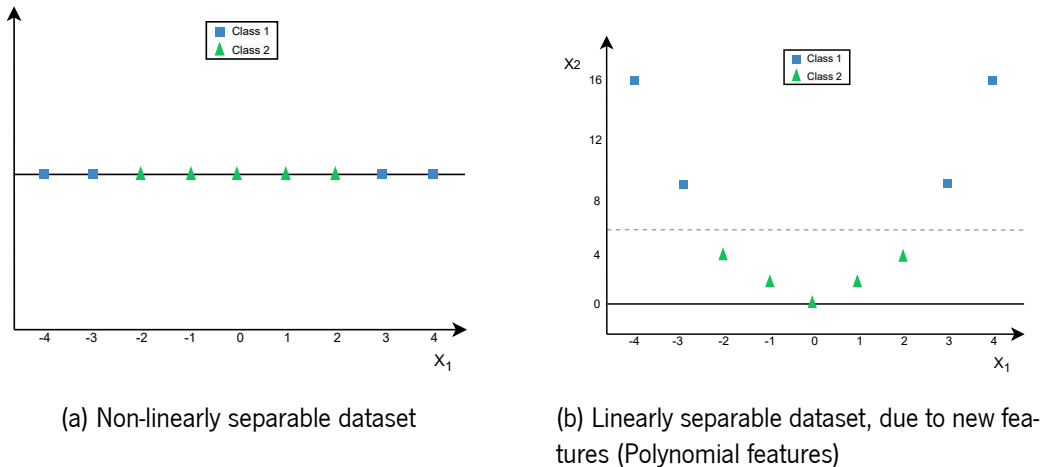 Class 1
Class 2
-4 -3 -2 -1 0 1 2 3 4
X1
(a) Non-linearly separable dataset
Class 1
Class 2
X2
16
12
8
4
0
-4 -3 -2 -1 0 1 2 3 4
X1
(b) Linearly separable dataset, due to new fea-
tures (Polynomial features)